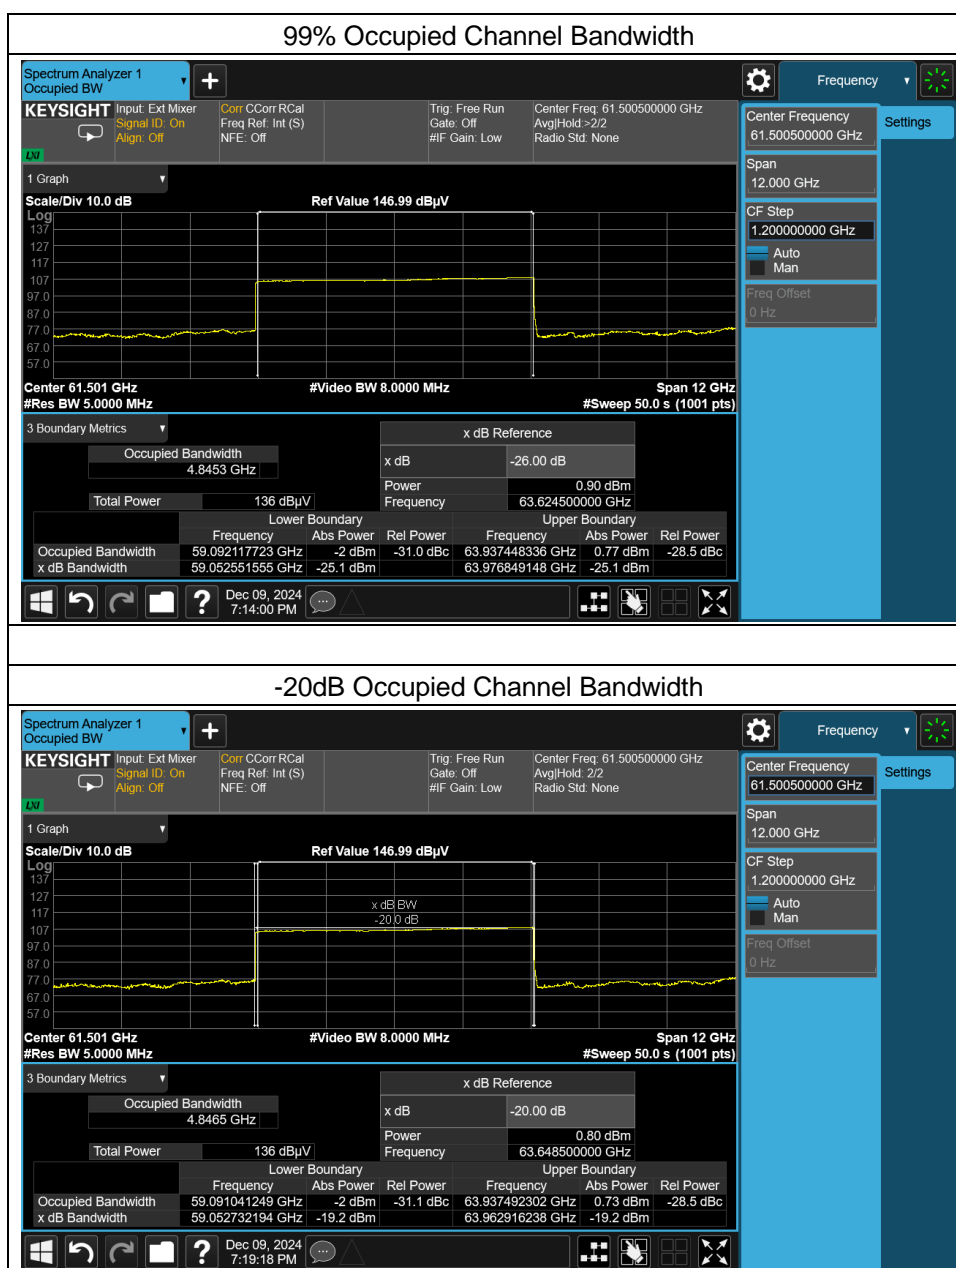 99% Occupied Channel Bandwidth
Spectrum Analyzer 1
Occupied BW
Frequency
KEYSIGHT Input: Ext Mixer Corr CCorr RCal Trig: Free Run Center Freq: 61.500500000 GHz
Signal ID: On Freq Ref: Int (S) Gate: Off Avg|Hold:>2/2
Align: Off NFE: Off #IF Gain: Low Radio Std: None
LXI
Center Frequency
61.500500000 GHz
Settings
Span
12.000 GHz
CF Step
1.200000000 GHz
Auto
Man
Freq Offset
0 Hz
1 Graph
Scale/Div 10.0 dB Ref Value 146.99 dBµV
Log
137
127
117
107
97.0
87.0
77.0
67.0
57.0
Center 61.501 GHz #Video BW 8.0000 MHz Span 12 GHz
#Res BW 5.0000 MHz #Sweep 50.0 s (1001 pts)
3 Boundary Metrics
Occupied Bandwidth
4.8453 GHz
Total Power 136 dBµV
x dB Reference
x dB -26.00 dB
Power 0.90 dBm
Frequency 63.624500000 GHz
Lower Boundary Upper Boundary
Frequency Abs Power Rel Power Frequency Abs Power Rel Power
Occupied Bandwidth 59.092117723 GHz -2 dBm -31.0 dBc 63.937448336 GHz 0.77 dBm -28.5 dBc
x dB Bandwidth 59.052551555 GHz -25.1 dBm 63.976849148 GHz -25.1 dBm
Dec 09, 2024
7:14:00 PM
-20dB Occupied Channel Bandwidth
Spectrum Analyzer 1
Occupied BW
Frequency
KEYSIGHT Input: Ext Mixer Corr CCorr RCal Trig: Free Run Center Freq: 61.500500000 GHz
Signal ID: On Freq Ref: Int (S) Gate: Off Avg|Hold: 2/2
Align: Off NFE: Off #IF Gain: Low Radio Std: None
LXI
Center Frequency
61.500500000 GHz
Settings
Span
12.000 GHz
CF Step
1.200000000 GHz
Auto
Man
Freq Offset
0 Hz
1 Graph
Scale/Div 10.0 dB Ref Value 146.99 dBµV
Log
137
127
117
107
97.0
87.0
77.0
67.0
57.0
x dB BW
-20.0 dB
Center 61.501 GHz #Video BW 8.0000 MHz Span 12 GHz
#Res BW 5.0000 MHz #Sweep 50.0 s (1001 pts)
3 Boundary Metrics
Occupied Bandwidth
4.8465 GHz
Total Power 136 dBµV
x dB Reference
x dB -20.00 dB
Power 0.80 dBm
Frequency 63.648500000 GHz
Lower Boundary Upper Boundary
Frequency Abs Power Rel Power Frequency Abs Power Rel Power
Occupied Bandwidth 59.091041249 GHz -2 dBm -31.1 dBc 63.937492302 GHz 0.73 dBm -28.5 dBc
x dB Bandwidth 59.052732194 GHz -19.2 dBm 63.962916238 GHz -19.2 dBm
Dec 09, 2024
7:19:18 PM